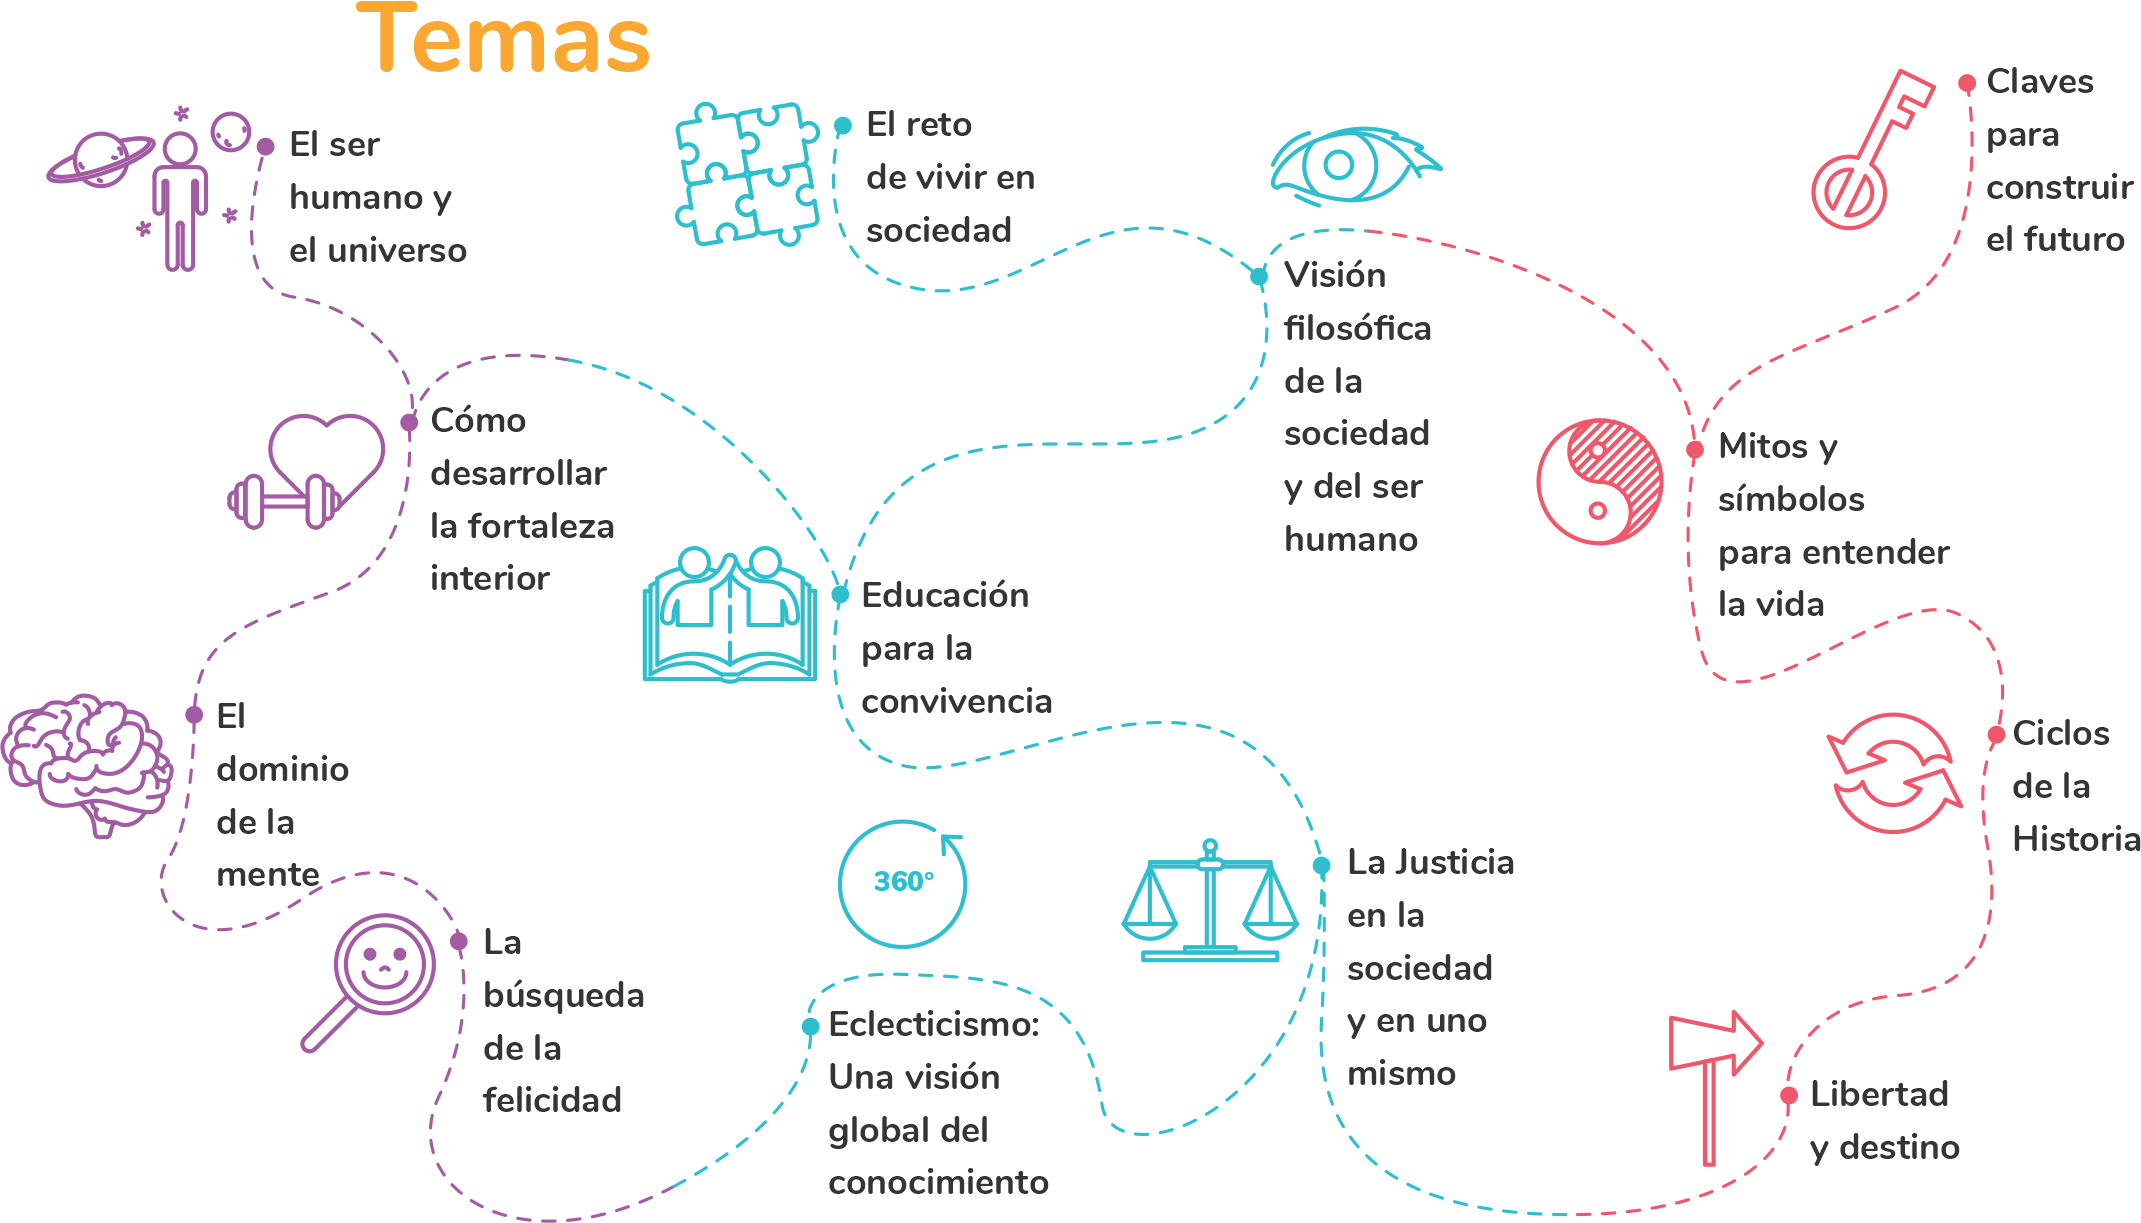 Temas
El ser
humano y
el universo
Cómo
desarrollar
la fortaleza
interior
El
dominio
de la
mente
La
búsqueda
de la
felicidad
El reto
de vivir en
sociedad
Visión
filosófica
de la
sociedad
y del ser
humano
Educación
para la
convivencia
360°
Eclecticismo:
Una visión
global del
conocimiento
La Justicia
en la
sociedad
y en uno
mismo
Claves
para
construir
el futuro
Mitos y
símbolos
para entender
la vida
Ciclos
de la
Historia
Libertad
y destino